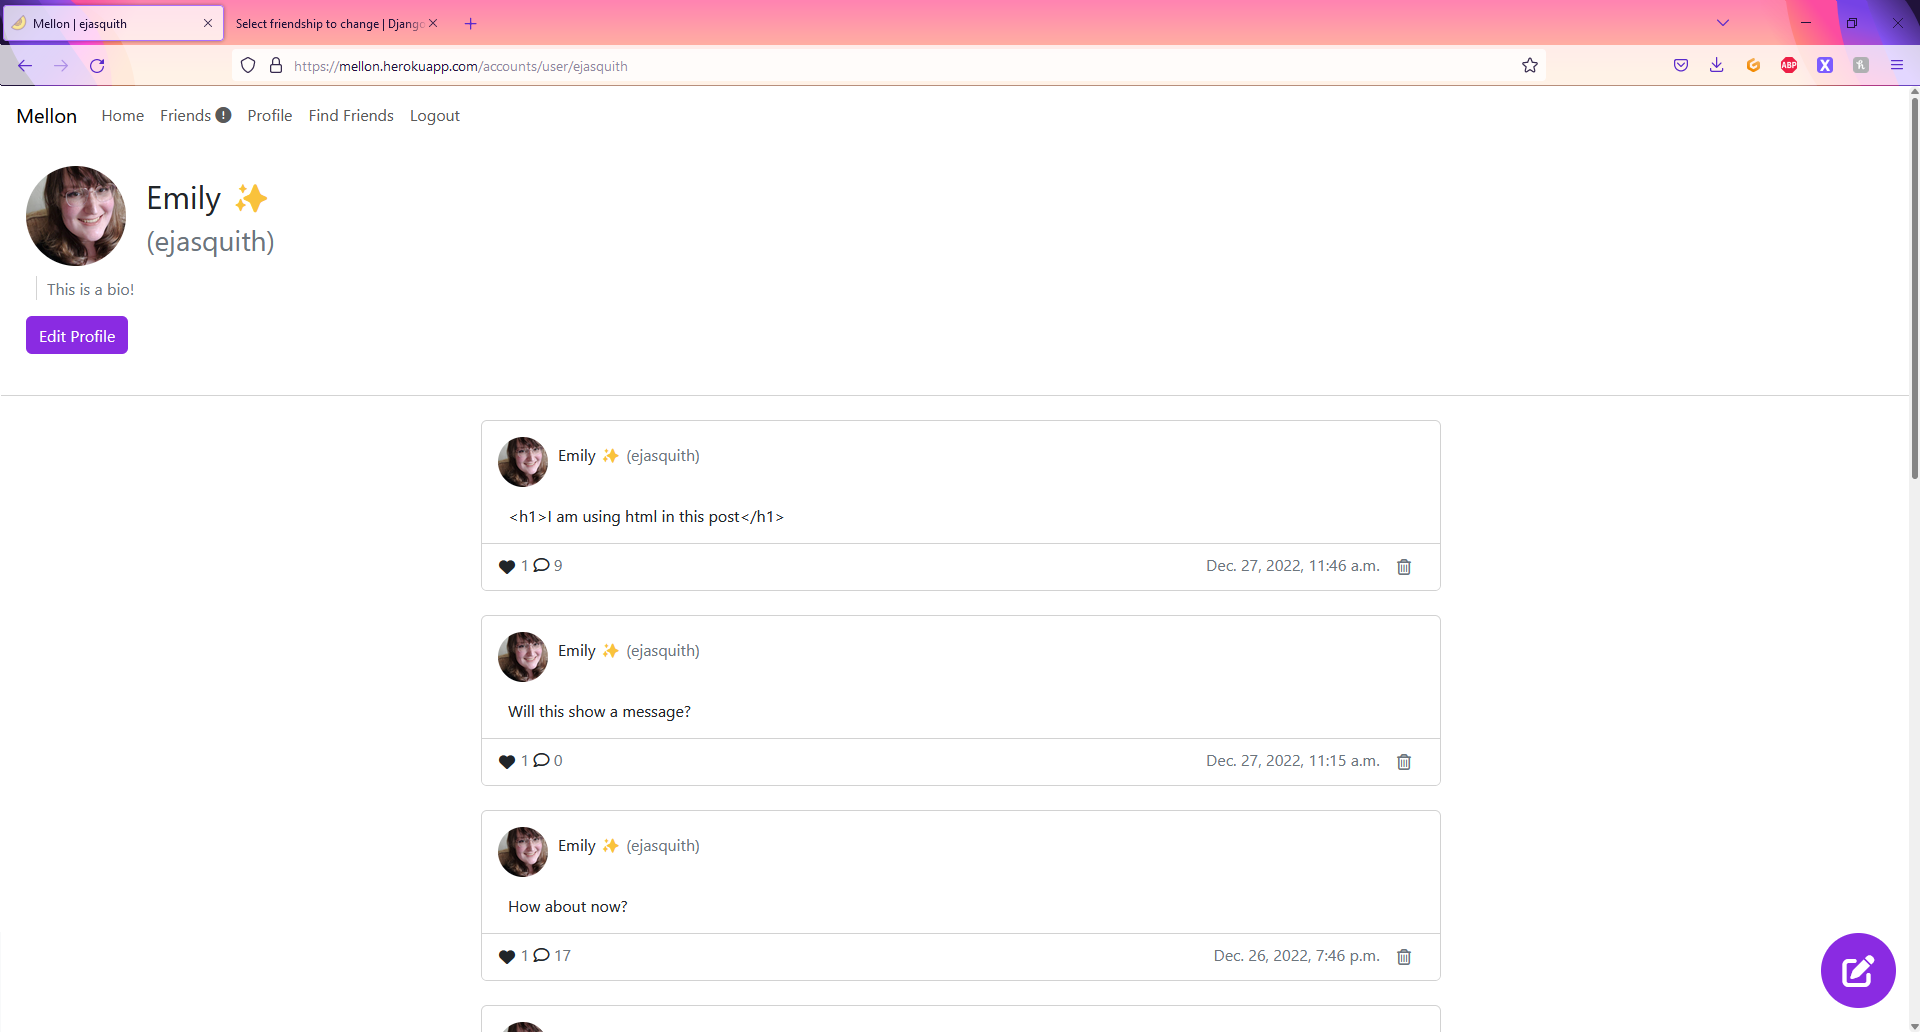 Mellon | ejasquith
Select friendship to change | Django
https://mellon.herokuapp.com/accounts/user/ejasquith
ABP
Mellon Home Friends Profile Find Friends Logout
Emily ✨
(ejasquith)
This is a bio!
Edit Profile
Emily ✨ (ejasquith)
<h1>I am using html in this post</h1>
1 9 Dec. 27, 2022, 11:46 a.m.
Emily ✨ (ejasquith)
Will this show a message?
1 0 Dec. 27, 2022, 11:15 a.m.
Emily ✨ (ejasquith)
How about now?
1 17 Dec. 26, 2022, 7:46 p.m.